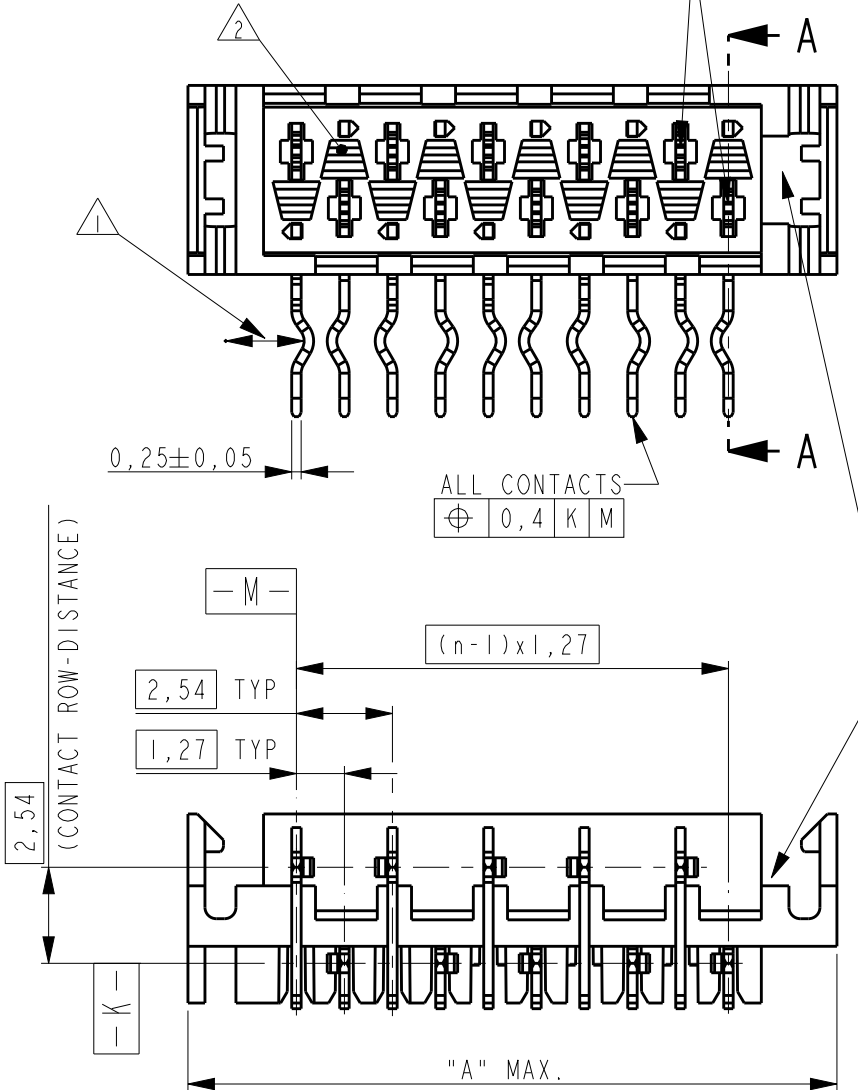 2
A
1
0,25±0,05
A
ALL CONTACTS
⌖ 0,4 K M
(CONTACT ROW-DISTANCE)
2,54
-M-
(n-1)x1,27
2,54 TYP
1,27 TYP
-K-
"A" MAX.